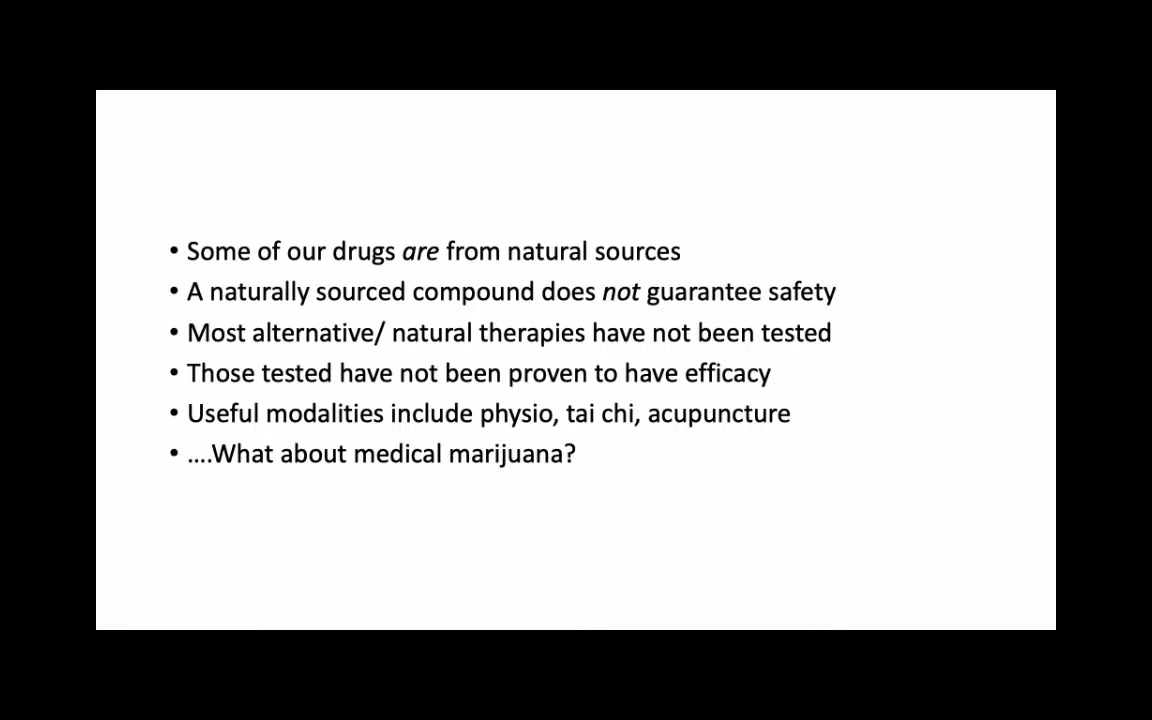 • Some of our drugs are from natural sources
• A naturally sourced compound does not guarantee safety
• Most alternative/ natural therapies have not been tested
• Those tested have not been proven to have efficacy
• Useful modalities include physio, tai chi, acupuncture
• ....What about medical marijuana?